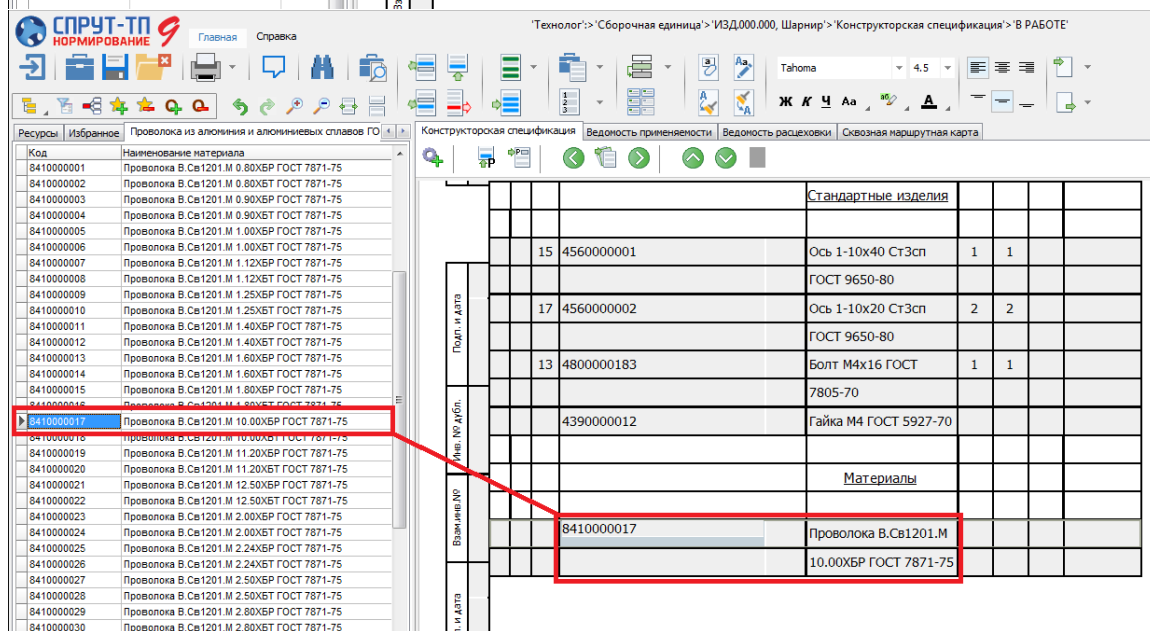 Вза
СПРУТ-ТП 9
НОРМИРОВАНИЕ
Главная
Справка
'Технолог':>'Сборочная единица'>'ИЗД.000.000, Шарнир'>'Конструкторская спецификация'>'В РАБОТЕ'
Tahoma
4.5
Ж К Ч Aa
Ресурсы
Избранное
Проволока из алюминия и алюминиевых сплавов ГО
Конструкторская спецификация
Ведомость применяемости
Ведомость расцеховки
Сквозная маршрутная карта
Код
Наименование материала
8410000001 Проволока В.Св1201.М 0.80ХБР ГОСТ 7871-75
8410000002 Проволока В.Св1201.М 0.80ХБТ ГОСТ 7871-75
8410000003 Проволока В.Св1201.М 0.90ХБР ГОСТ 7871-75
8410000004 Проволока В.Св1201.М 0.90ХБТ ГОСТ 7871-75
8410000005 Проволока В.Св1201.М 1.00ХБР ГОСТ 7871-75
8410000006 Проволока В.Св1201.М 1.00ХБТ ГОСТ 7871-75
8410000007 Проволока В.Св1201.М 1.12ХБР ГОСТ 7871-75
8410000008 Проволока В.Св1201.М 1.12ХБТ ГОСТ 7871-75
8410000009 Проволока В.Св1201.М 1.25ХБР ГОСТ 7871-75
8410000010 Проволока В.Св1201.М 1.25ХБТ ГОСТ 7871-75
8410000011 Проволока В.Св1201.М 1.40ХБР ГОСТ 7871-75
8410000012 Проволока В.Св1201.М 1.40ХБТ ГОСТ 7871-75
8410000013 Проволока В.Св1201.М 1.60ХБР ГОСТ 7871-75
8410000014 Проволока В.Св1201.М 1.60ХБТ ГОСТ 7871-75
8410000015 Проволока В.Св1201.М 1.80ХБР ГОСТ 7871-75
8410000016 Проволока В.Св1201.М 1.80ХБТ ГОСТ 7871-75
8410000017 Проволока В.Св1201.М 10.00ХБР ГОСТ 7871-75
8410000018 Проволока В.Св1201.М 10.00ХБТ ГОСТ 7871-75
8410000019 Проволока В.Св1201.М 11.20ХБР ГОСТ 7871-75
8410000020 Проволока В.Св1201.М 11.20ХБТ ГОСТ 7871-75
8410000021 Проволока В.Св1201.М 12.50ХБР ГОСТ 7871-75
8410000022 Проволока В.Св1201.М 12.50ХБТ ГОСТ 7871-75
8410000023 Проволока В.Св1201.М 2.00ХБР ГОСТ 7871-75
8410000024 Проволока В.Св1201.М 2.00ХБТ ГОСТ 7871-75
8410000025 Проволока В.Св1201.М 2.24ХБР ГОСТ 7871-75
8410000026 Проволока В.Св1201.М 2.24ХБТ ГОСТ 7871-75
8410000027 Проволока В.Св1201.М 2.50ХБР ГОСТ 7871-75
8410000028 Проволока В.Св1201.М 2.50ХБТ ГОСТ 7871-75
8410000029 Проволока В.Св1201.М 2.80ХБР ГОСТ 7871-75
8410000030 Проволока В.Св1201.М 2.80ХБТ ГОСТ 7871-75
Стандартные изделия
15 4560000001 Ось 1-10х40 Ст3сп 1 1
ГОСТ 9650-80
17 4560000002 Ось 1-10х20 Ст3сп 2 2
ГОСТ 9650-80
13 4800000183 Болт М4х16 ГОСТ 1 1
7805-70
4390000012 Гайка М4 ГОСТ 5927-70
Материалы
8410000017 Проволока В.Св1201.М
10.00ХБР ГОСТ 7871-75
Подп. и дата
Инв. № дубл.
Взам.инв.№
п. и дата